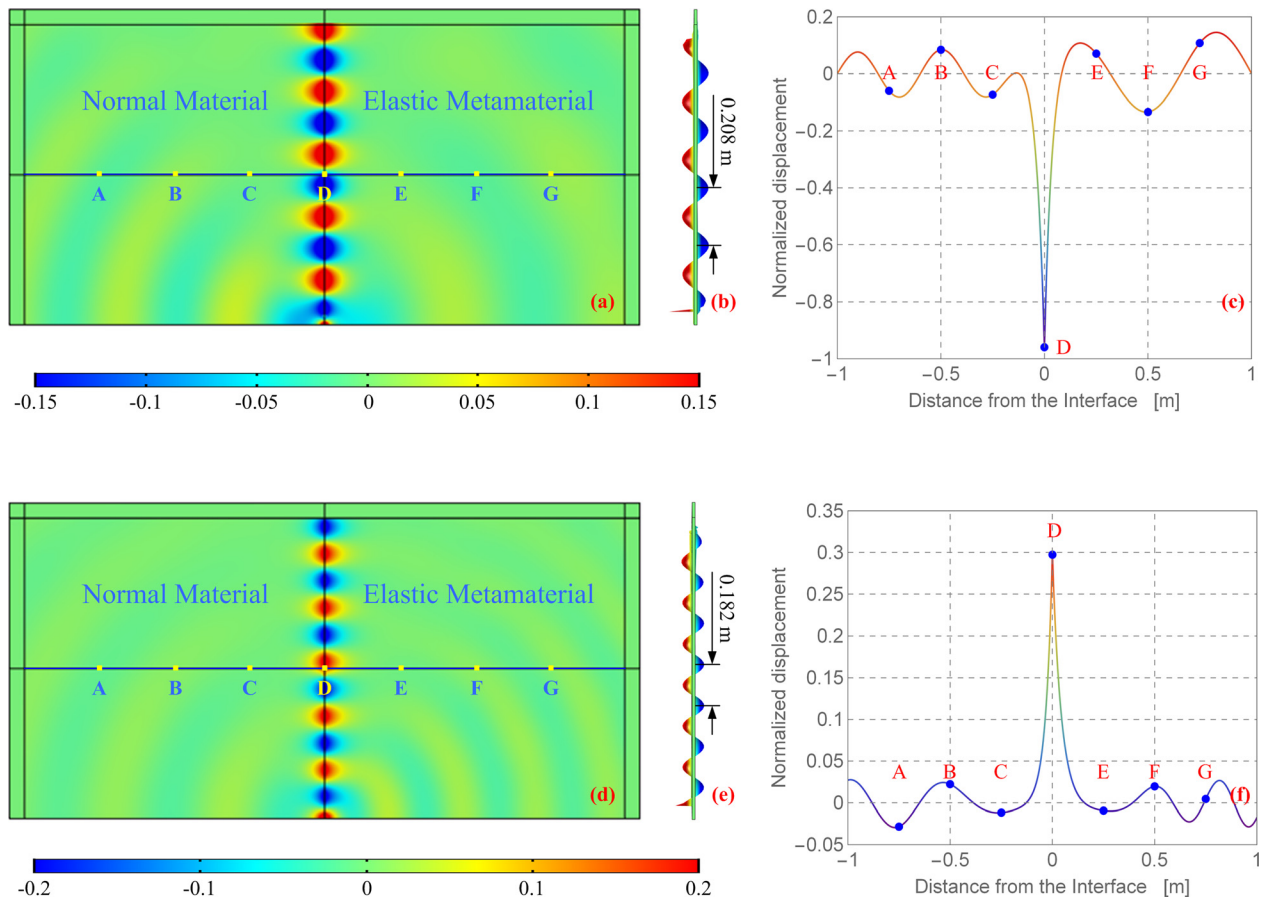 Normal Material
Elastic Metamaterial
A
B
C
D
E
F
G
(a)
0.208 m
(b)
Normalized displacement
0.2
0
−0.2
−0.4
−0.6
−0.8
−1
A
B
C
E
F
G
(c)
D
−1
−0.5
0
0.5
1
Distance from the Interface [m]
-0.15
-0.1
-0.05
0
0.05
0.1
0.15
Normal Material
Elastic Metamaterial
A
B
C
D
E
F
G
(d)
0.182 m
(e)
Normalized displacement
0.35
0.3
0.25
0.2
0.15
0.1
0.05
0
−0.05
D
A
B
C
E
F
G
(f)
−1
−0.5
0
0.5
1
Distance from the Interface [m]
-0.2
-0.1
0
0.1
0.2